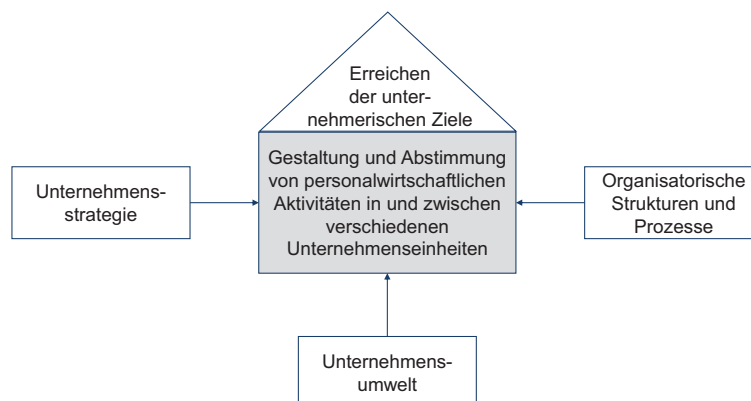 Erreichen
der unter-
nehmerischen Ziele
Gestaltung und Abstimmung
von personalwirtschaftlichen
Aktivitäten in und zwischen
verschiedenen
Unternehmenseinheiten
Unternehmens-
strategie
Organisatorische
Strukturen und
Prozesse
Unternehmens-
umwelt